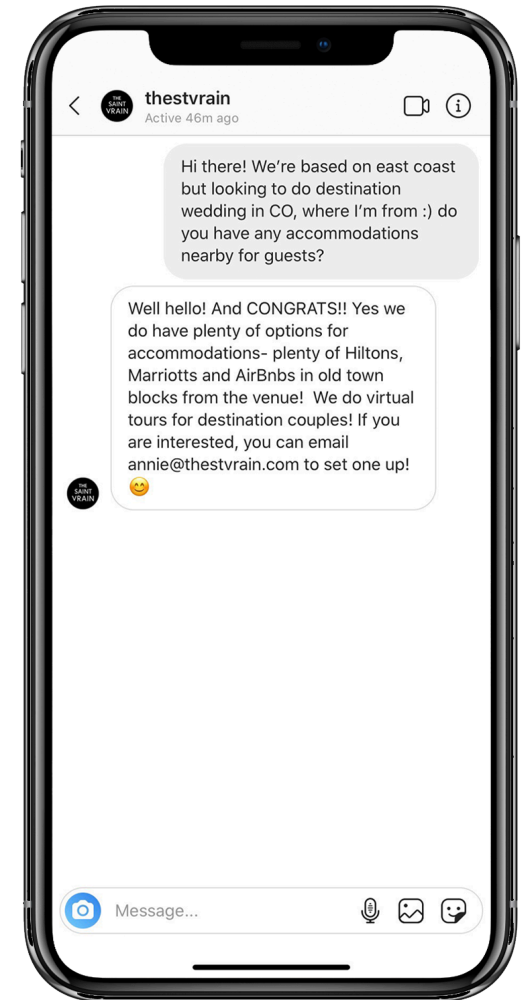 THE
SAINT
VRAIN
thestvrain
Active 46m ago
Hi there! We're based on east coast
but looking to do destination
wedding in CO, where I'm from :) do
you have any accommodations
nearby for guests?
Well hello! And CONGRATS!! Yes we
do have plenty of options for
accommodations- plenty of Hiltons,
Marriotts and AirBnbs in old town
blocks from the venue!  We do virtual
tours for destination couples! If you
are interested, you can email
annie@thestvrain.com to set one up!
😊
THE
SAINT
VRAIN
Message...